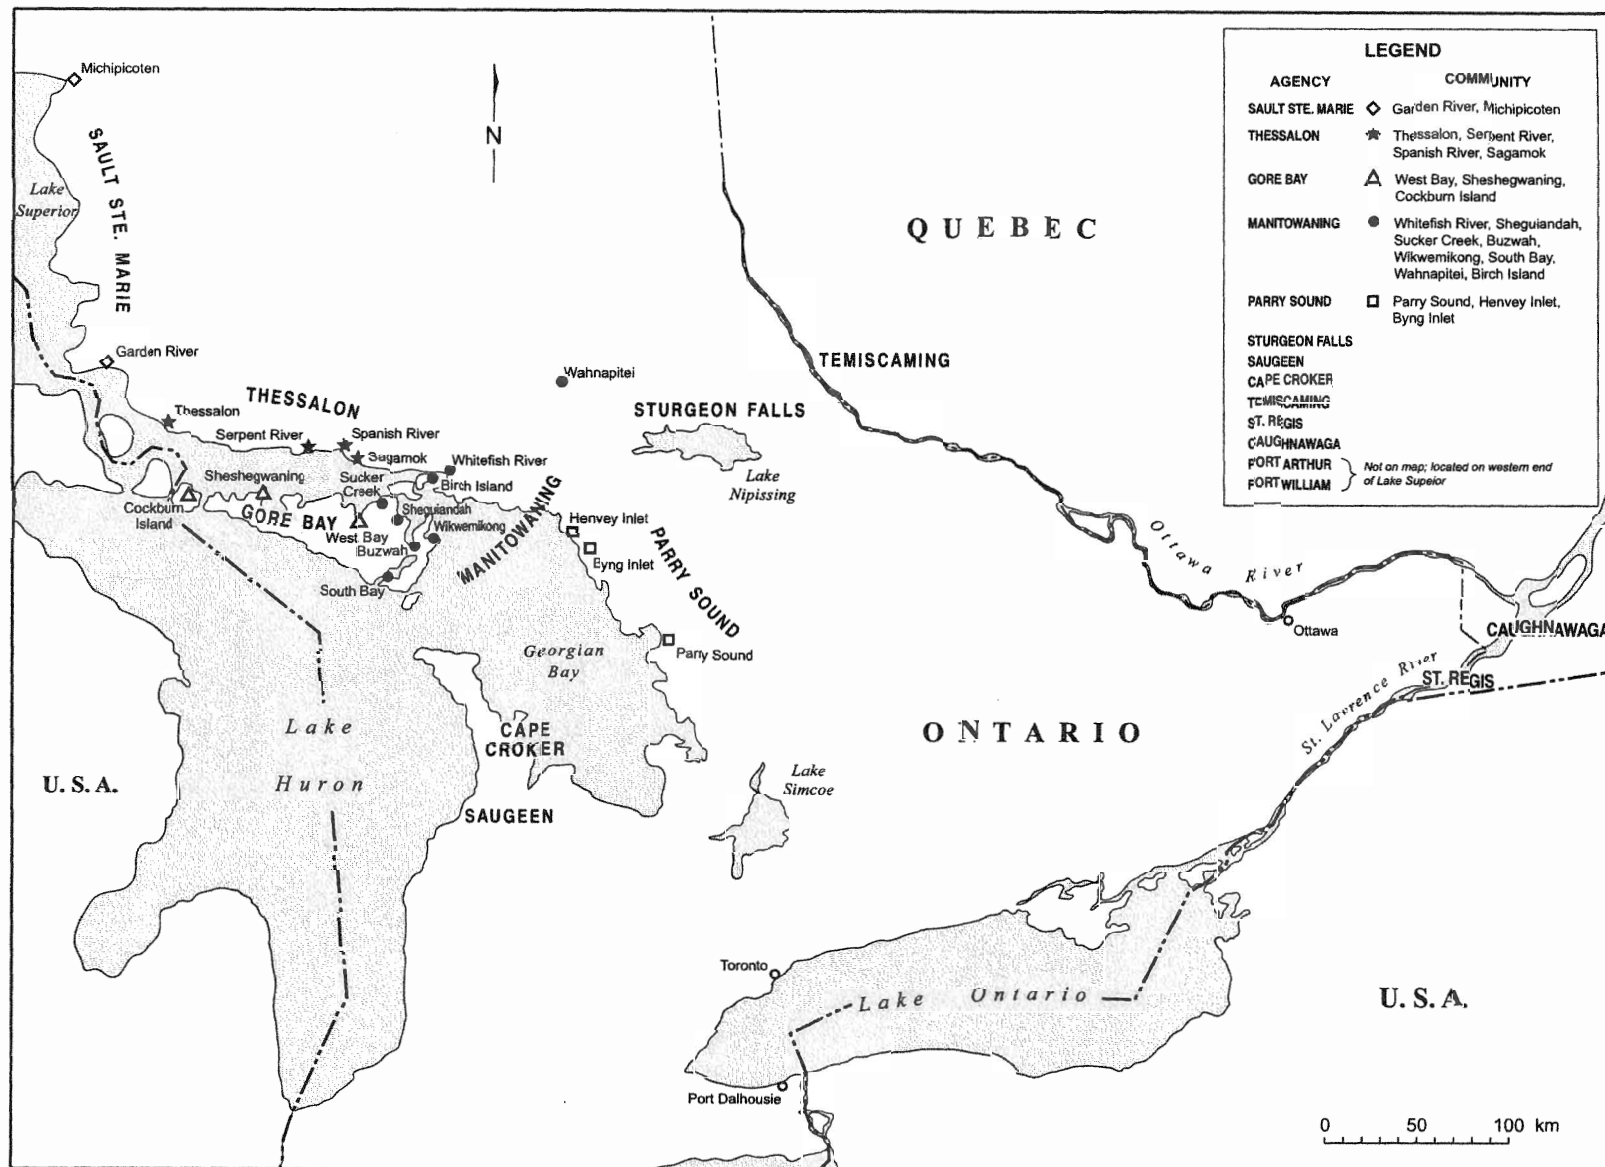 LEGEND
AGENCY COMMUNITY
SAULT STE. MARIE Garden River, Michipicoten
THESSALON Thessalon, Serpent River,
Spanish River, Sagamok
GORE BAY West Bay, Sheshegwaning,
Cockburn Island
MANITOWANING Whitefish River, Sheguiandah,
Sucker Creek, Buzwah,
Wikwemikong, South Bay,
Wahnapitei, Birch Island
PARRY SOUND Parry Sound, Henvey Inlet,
Byng Inlet
STURGEON FALLS
SAUGEEN
CAPE CROKER
TEMISCAMING
ST. REGIS
CAUGHNAWAGA
FORT ARTHUR
FORT WILLIAM
Not on map; located on western end
of Lake Supeior
Michipicoten
SAULT STE. MARIE
N
Lake
Superior
QUEBEC
Garden River
TEMISCAMING
Wahnapitei
THESSALON
Thessalon
STURGEON FALLS
Serpent River
Spanish River
Sagamok
Whitefish River
Sheshegwaning
Sucker
Creek
Birch Island
Lake
Nipissing
Cockburn
Island
GORE BAY
Sheguiandah
West Bay
Wikwemikong
Buzwah
MANITOWANING
Henvey Inlet
Byng Inlet
PARRY SOUND
South Bay
Ottawa River
Ottawa
CAUGHNAWAGA
Georgian
Bay
Parry Sound
ST. REGIS
St. Lawrence River
Lake
Huron
CAPE
CROKER
ONTARIO
U.S.A.
Lake
Simcoe
SAUGEEN
Toronto
Lake Ontario
U.S.A.
Port Dalhousie
0 50 100 km